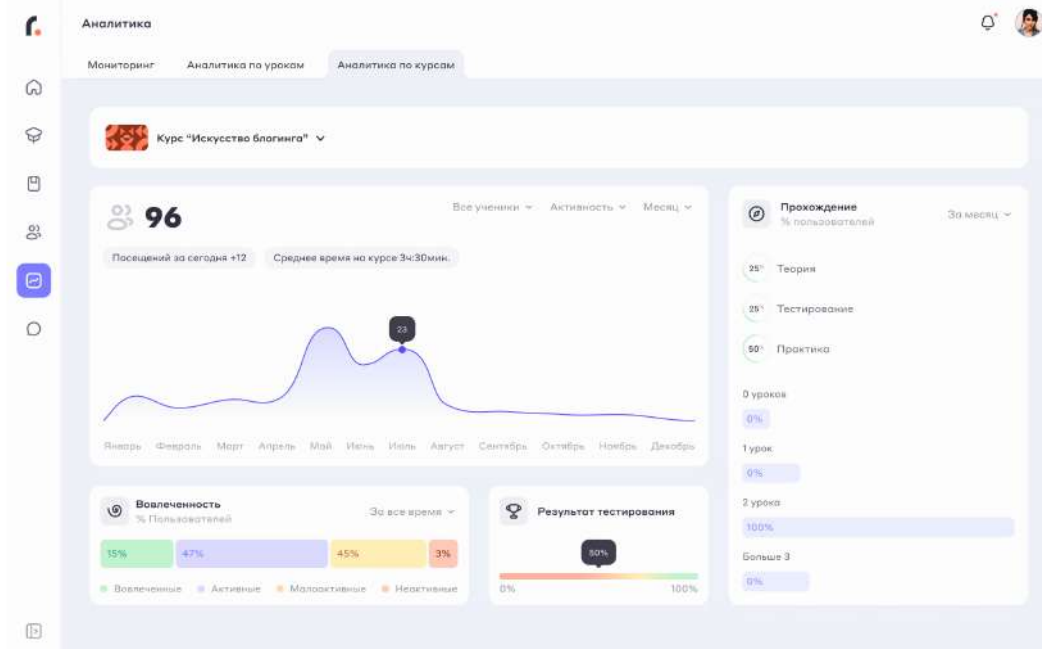 Аналитика
Мониторинг Аналитика по урокам Аналитика по курсам
Курс "Искусство блогинга"
96
Все ученики Активность Месяц
Посещений за сегодня +12 Среднее время на курсе 3ч:30мин.
23
Январь Февраль Март Апрель Май Июнь Июль Август Сентябрь Октябрь Ноябрь Декабрь
Вовлеченность
% Пользователей
За все время
15% 47% 45% 3%
Вовлеченные Активные Малоактивные Неактивные
Результат тестирования
50%
0% 100%
Прохождение
% пользователей
За месяц
25% Теория
25% Тестирование
50% Практика
0 уроков
0%
1 урок
0%
2 урока
100%
Больше 3
0%